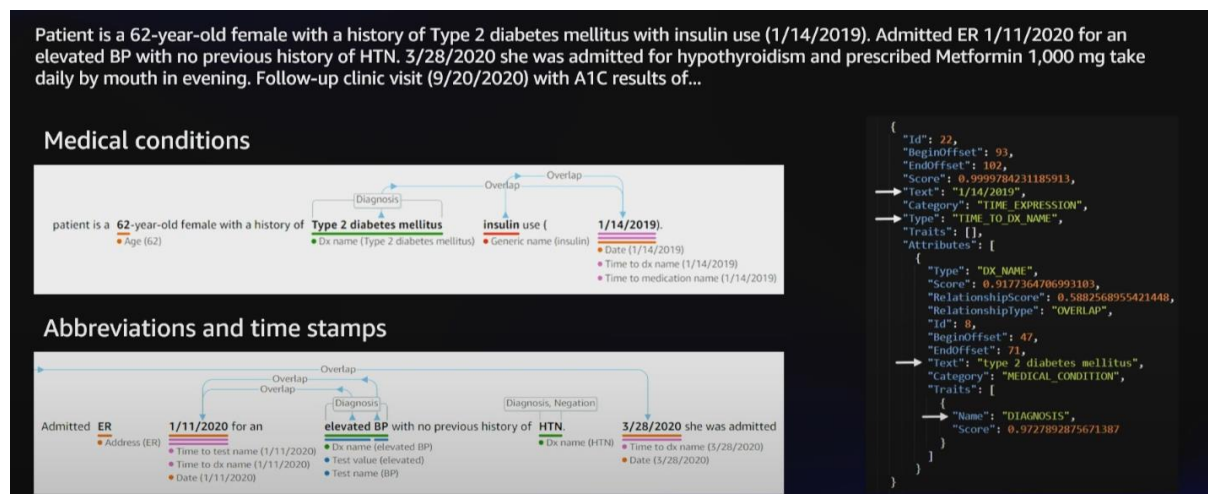 Patient is a 62-year-old female with a history of Type 2 diabetes mellitus with insulin use (1/14/2019). Admitted ER 1/11/2020 for an
elevated BP with no previous history of HTN. 3/28/2020 she was admitted for hypothyroidism and prescribed Metformin 1,000 mg take
daily by mouth in evening. Follow-up clinic visit (9/20/2020) with A1C results of...
Medical conditions
Overlap
Overlap
Diagnosis
patient is a 62-year-old female with a history of Type 2 diabetes mellitus insulin use ( 1/14/2019).
• Age (62) • Dx name (Type 2 diabetes mellitus) • Generic name (insulin) • Date (1/14/2019)
• Time to dx name (1/14/2019)
• Time to medication name (1/14/2019)
Abbreviations and time stamps
Overlap
Overlap
Overlap
Diagnosis Diagnosis, Negation
Admitted ER 1/11/2020 for an elevated BP with no previous history of HTN. 3/28/2020 she was admitted
• Address (ER) • Time to test name (1/11/2020) • Dx name (elevated BP) • Dx name (HTN) • Time to dx name (3/28/2020)
• Time to dx name (1/11/2020) • Test value (elevated) • Date (3/28/2020)
• Date (1/11/2020) • Test name (BP)
{
"Id": 22,
"BeginOffset": 93,
"EndOffset": 102,
"Score": 0.9999784231185913,
"Text": "1/14/2019",
"Category": "TIME_EXPRESSION",
"Type": "TIME_TO_DX_NAME",
"Traits": [],
"Attributes": [
{
"Type": "DX_NAME",
"Score": 0.9177364706993103,
"RelationshipScore": 0.5882568955421448,
"RelationshipType": "OVERLAP",
"Id": 8,
"BeginOffset": 47,
"EndOffset": 71,
"Text": "type 2 diabetes mellitus",
"Category": "MEDICAL_CONDITION",
"Traits": [
{
"Name": "DIAGNOSIS",
"Score": 0.9727892875671387
}
]
}
}